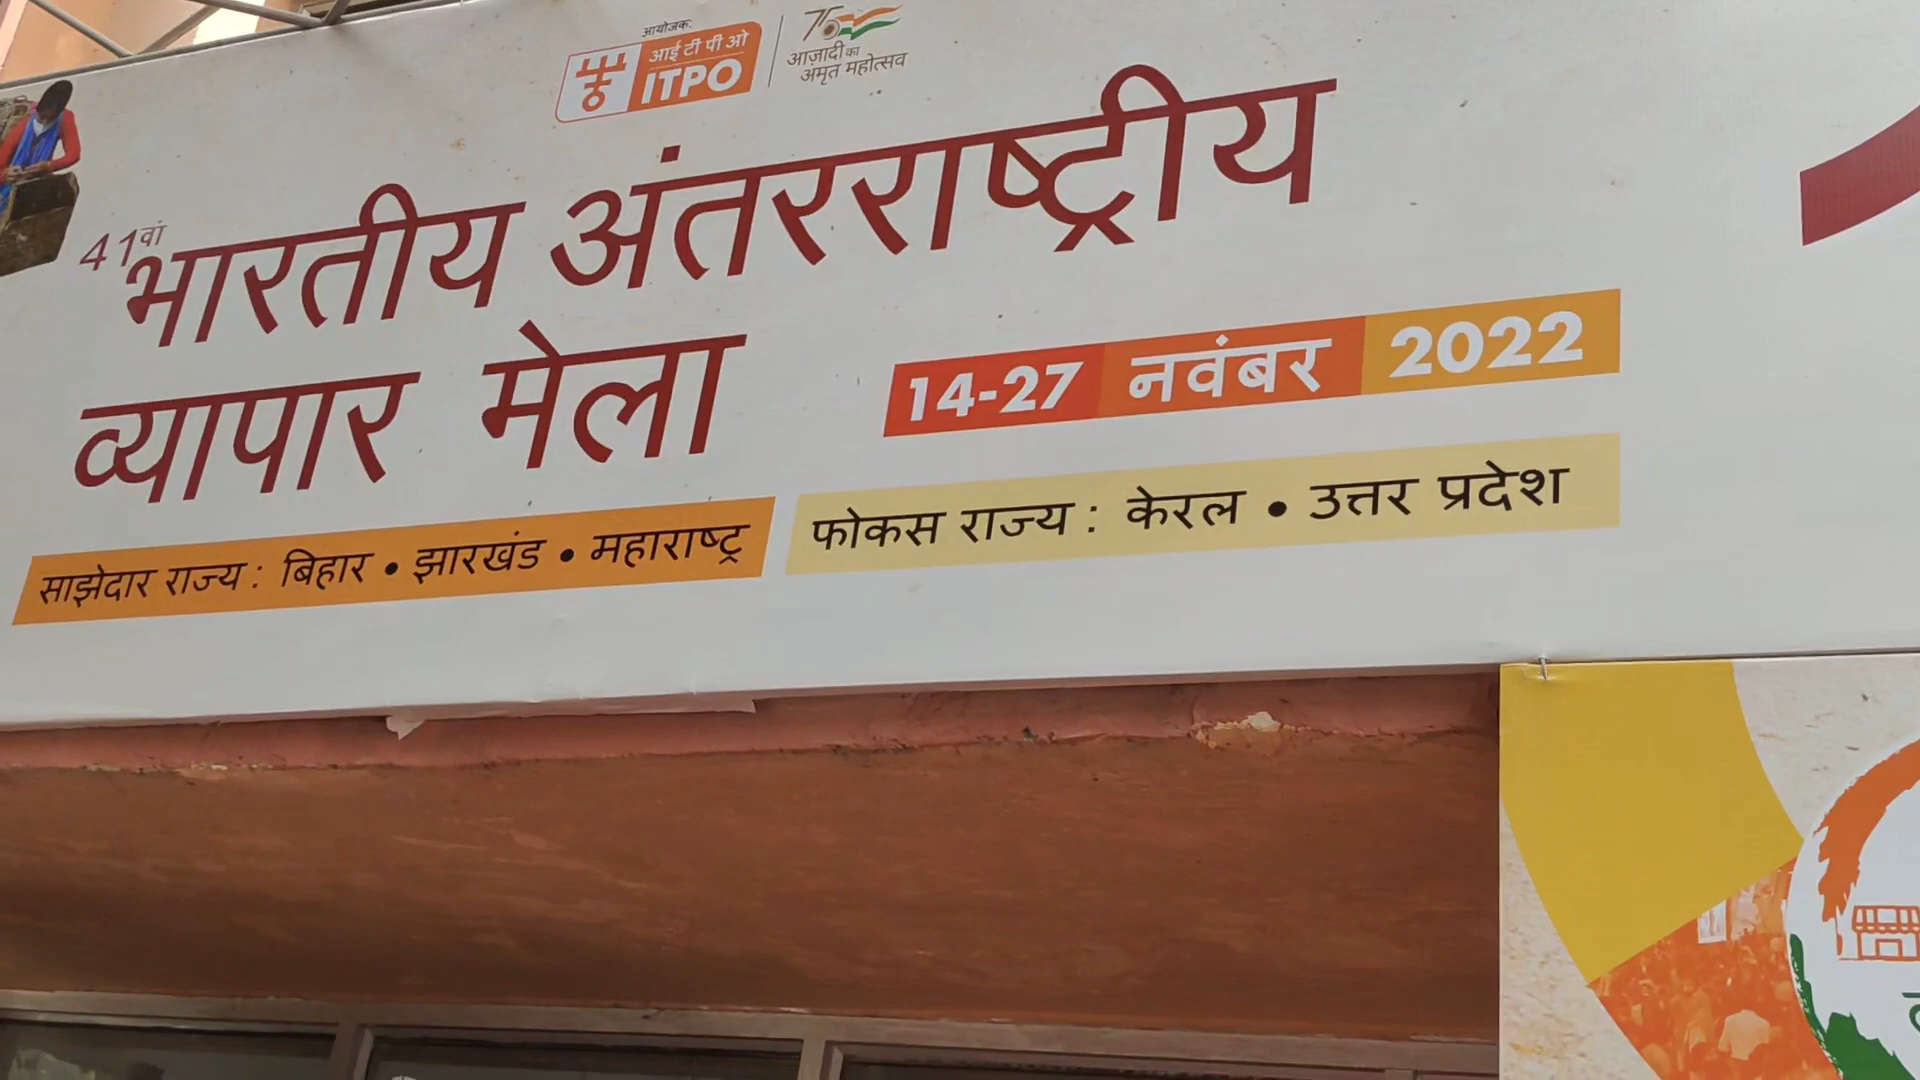 आयोजक:
आई टी पी ओ
ITPO
75
आज़ादी का
अमृत महोत्सव
41वां
भारतीय अंतरराष्ट्रीय
व्यापार मेला
14-27 नवंबर 2022
साझेदार राज्य : बिहार • झारखंड • महाराष्ट्र
फोकस राज्य : केरल • उत्तर प्रदेश